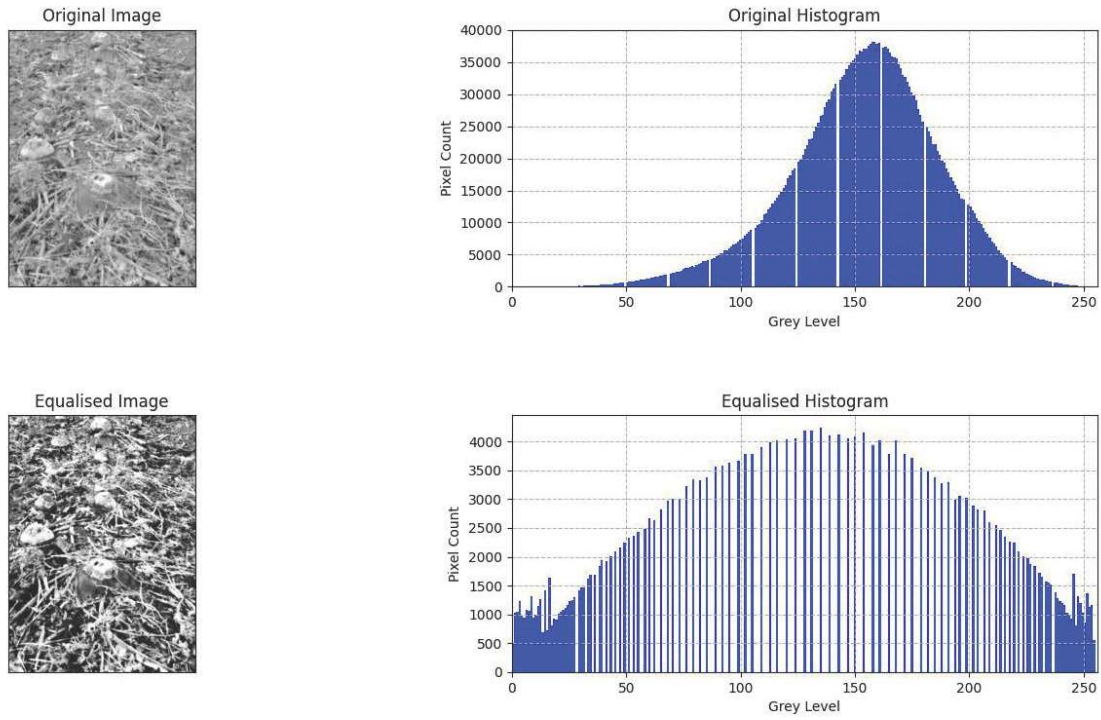 Original Image
Original Histogram
40000
35000
30000
25000
20000
15000
10000
5000
0
Pixel Count
0 50 100 150 200 250
Grey Level
Equalised Image
Equalised Histogram
4000
3500
3000
2500
2000
1500
1000
500
0
Pixel Count
0 50 100 150 200 250
Grey Level